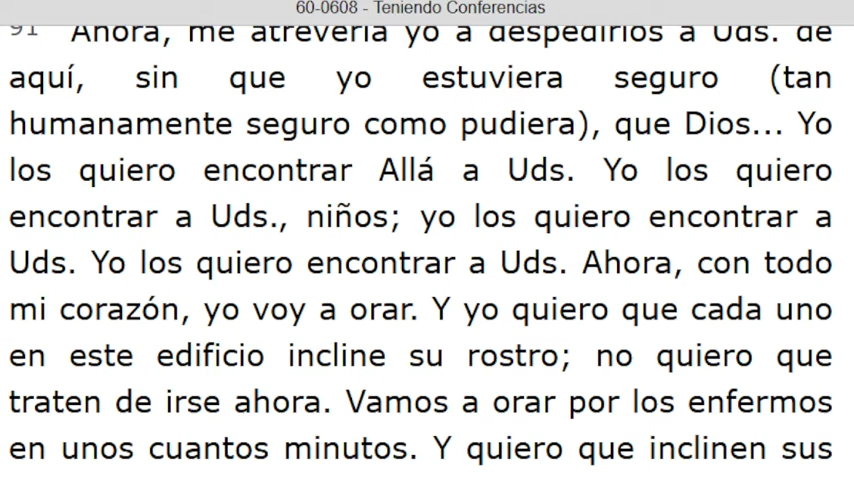 60-0608 - Teniendo Conferencias
91 Ahora, me atrevería yo a despedirlos a Uds. de
aquí, sin que yo estuviera seguro (tan
humanamente seguro como pudiera), que Dios... Yo
los quiero encontrar Allá a Uds. Yo los quiero
encontrar a Uds., niños; yo los quiero encontrar a
Uds. Yo los quiero encontrar a Uds. Ahora, con todo
mi corazón, yo voy a orar. Y yo quiero que cada uno
en este edificio incline su rostro; no quiero que
traten de irse ahora. Vamos a orar por los enfermos
en unos cuantos minutos. Y quiero que inclinen sus